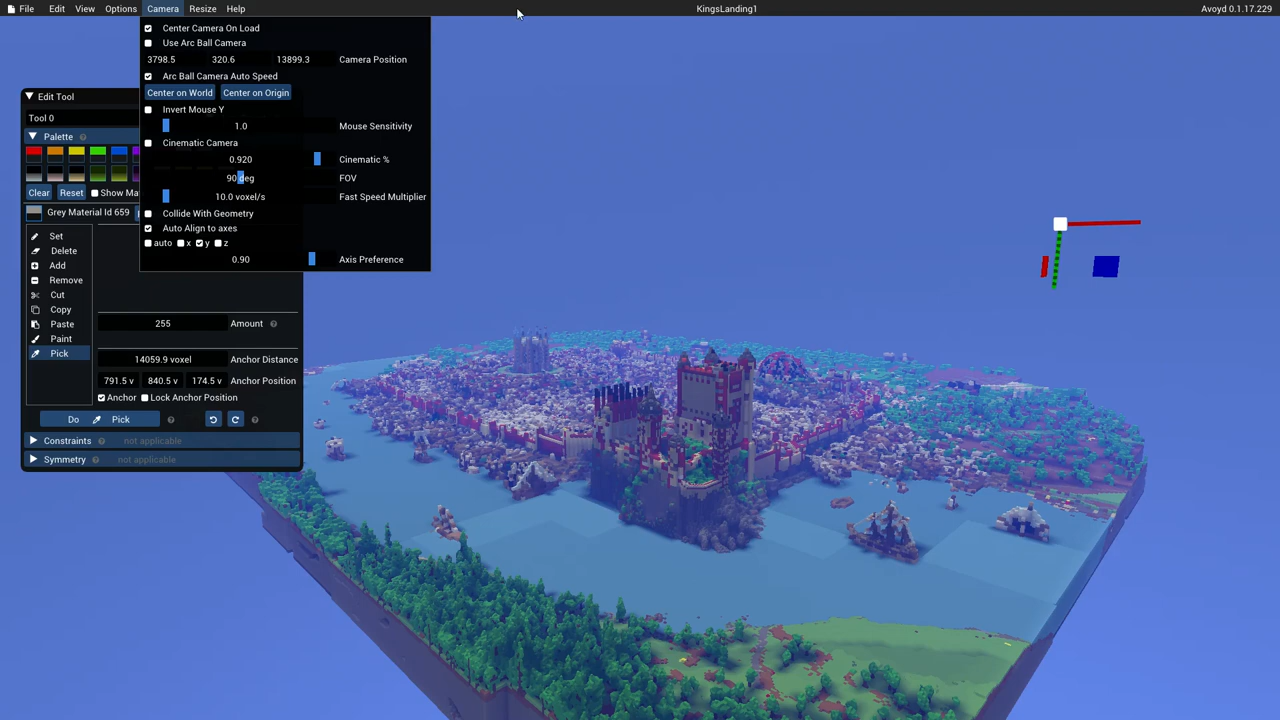 File Edit View Options Camera Resize Help KingsLanding1 Avoyd 0.1.17.229
Center Camera On Load
Use Arc Ball Camera
3798.5 320.6 13899.3 Camera Position
Arc Ball Camera Auto Speed
Center on World Center on Origin
Invert Mouse Y
1.0 Mouse Sensitivity
Cinematic Camera
0.920 Cinematic %
90 deg FOV
10.0 voxel/s Fast Speed Multiplier
Collide With Geometry
Auto Align to axes
auto x y z
0.90 Axis Preference
Edit Tool
Tool 0
Palette
Clear Reset Show Ma
Grey Material Id 659
Set
Delete
Add
Remove
Cut
Copy
Paste
Paint
Pick
255 Amount ?
14059.9 voxel Anchor Distance
791.5 v 840.5 v 174.5 v Anchor Position
Anchor Lock Anchor Position
Do Pick ? ?
Constraints ? not applicable
Symmetry ? not applicable